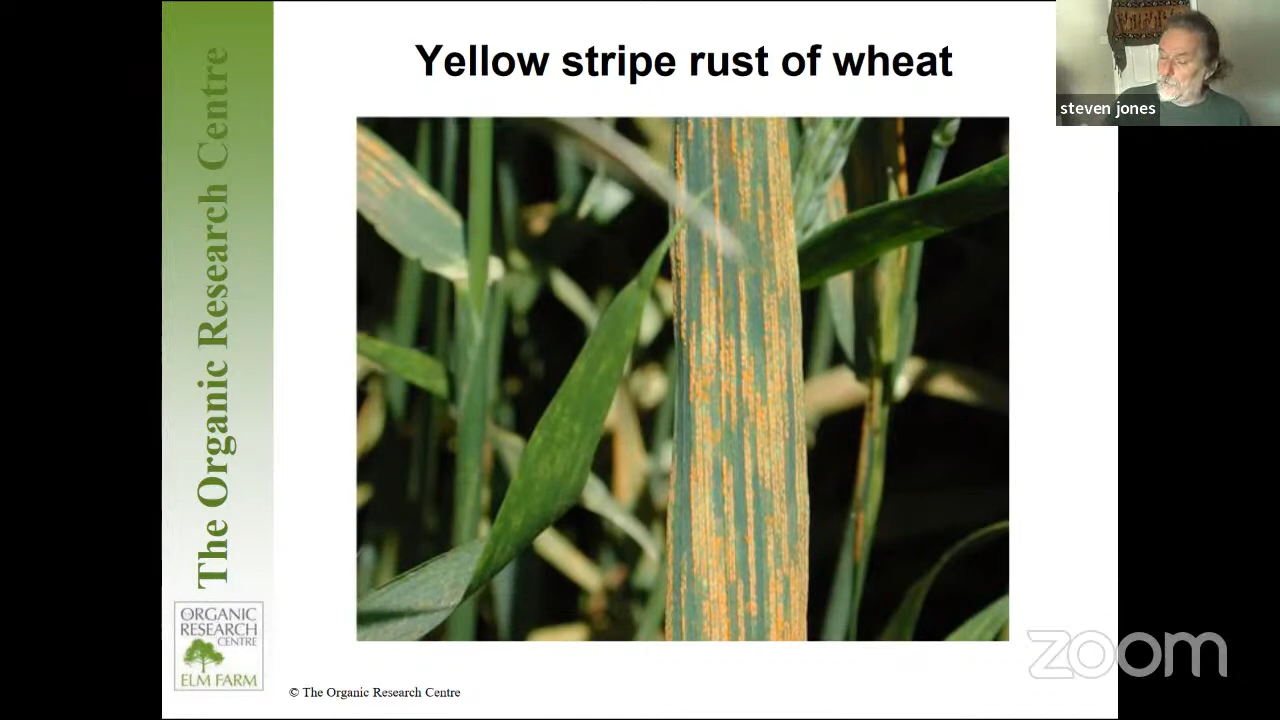 Yellow stripe rust of wheat
steven jones
The Organic Research Centre
ORGANIC
RESEARCH
CENTRE
ELM FARM
© The Organic Research Centre
zoom